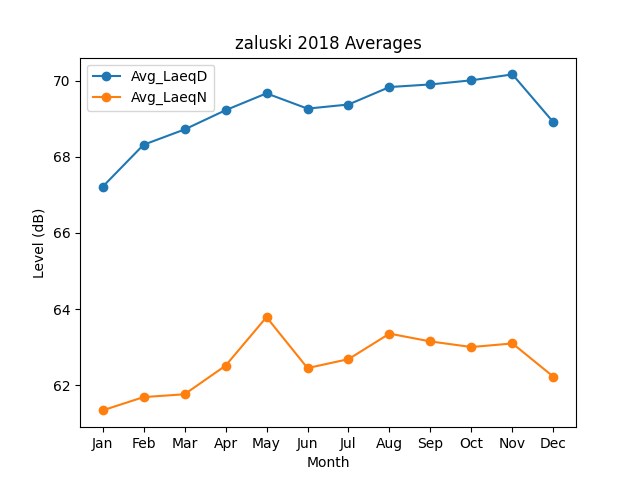 zaluski 2018 Averages
Avg_LaeqD
Avg_LaeqN
70
68
66
64
62
Level (dB)
Jan Feb Mar Apr May Jun Jul Aug Sep Oct Nov Dec
Month